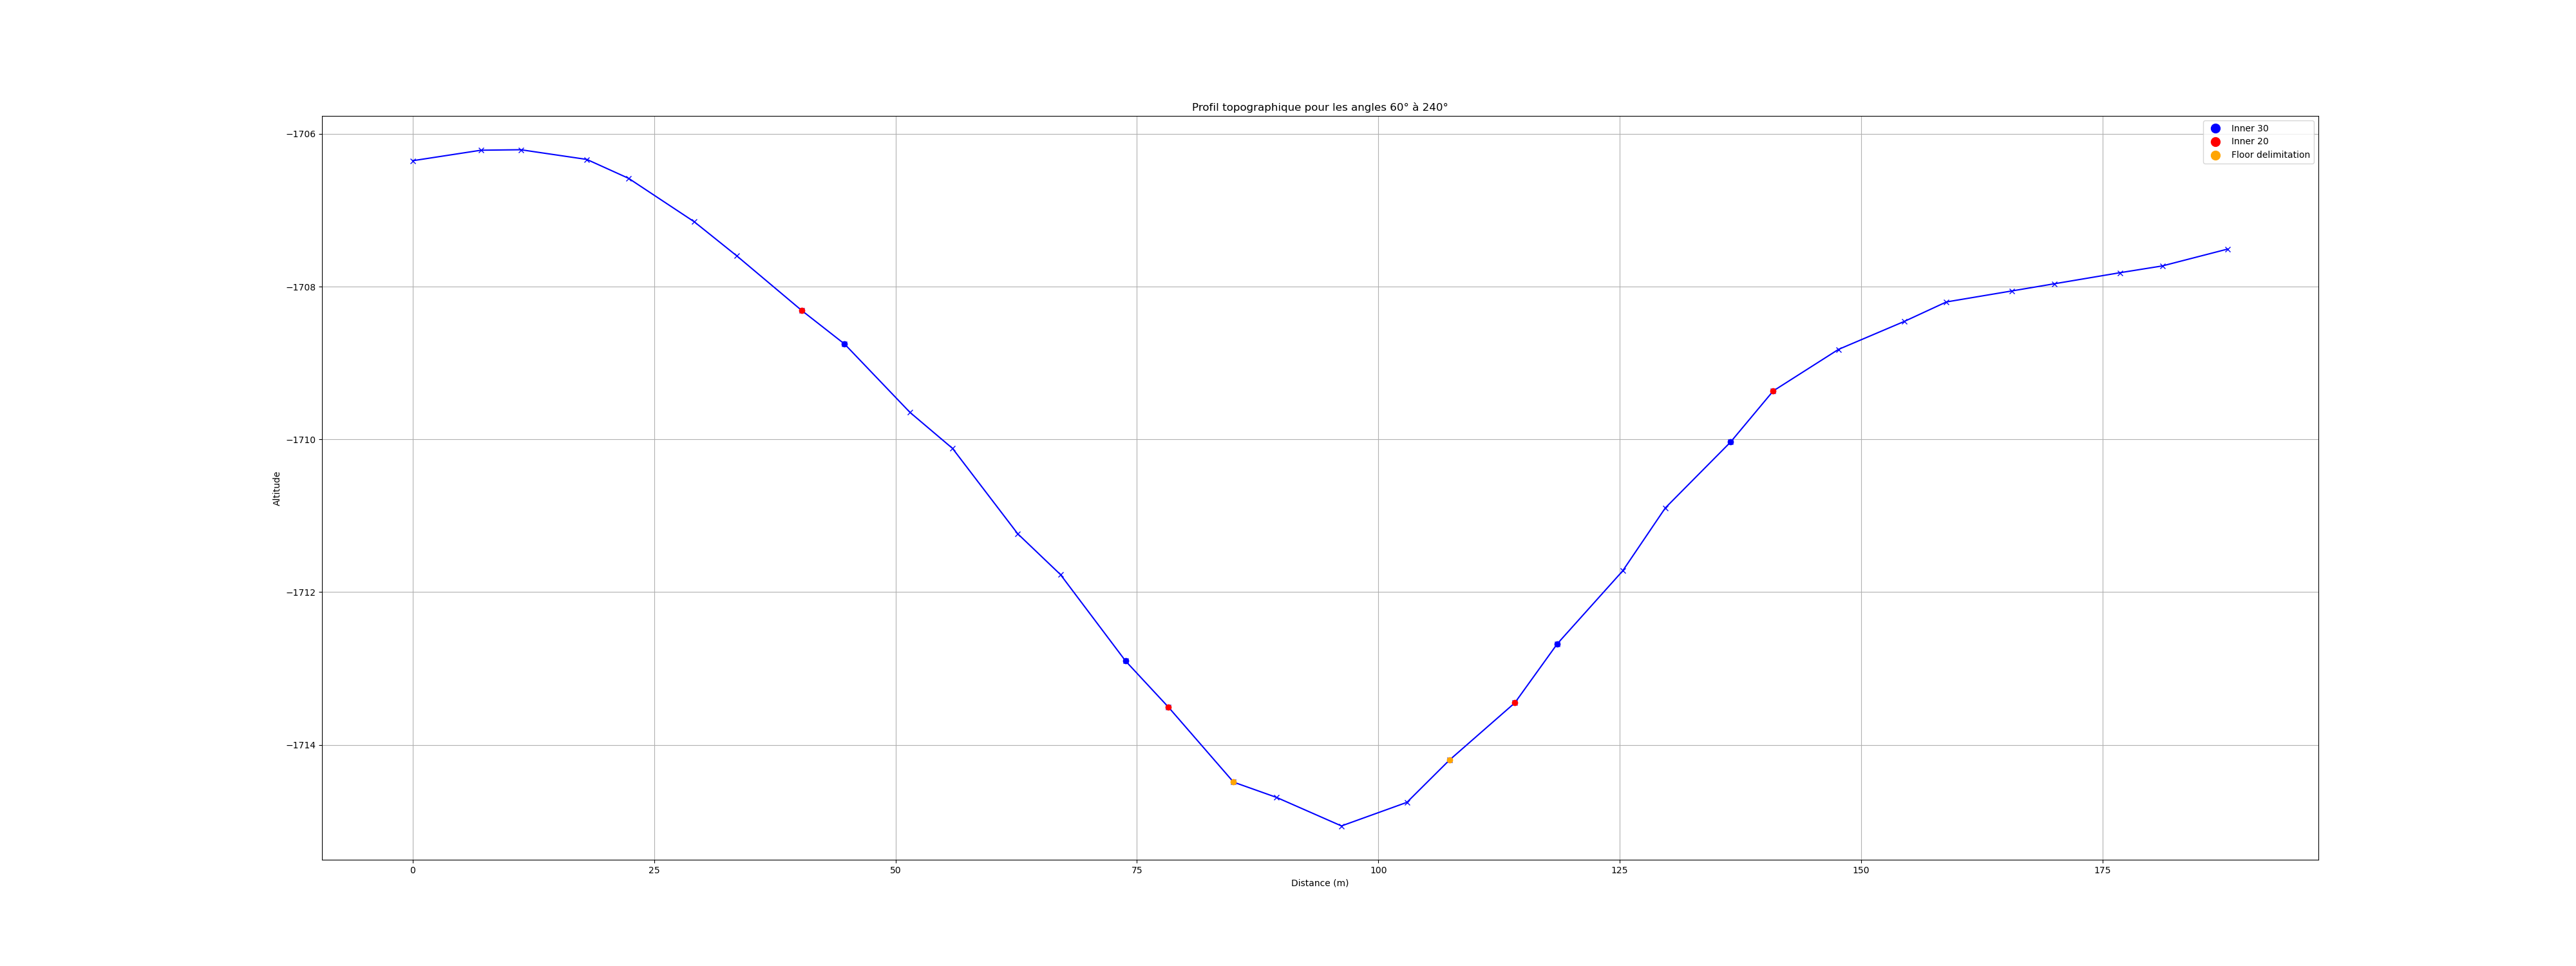 Profil topographique pour les angles 60° à 240°
Inner 30
Inner 20
Floor delimitation
−1706
−1708
−1710
−1712
−1714
Altitude
0 25 50 75 100 125 150 175
Distance (m)